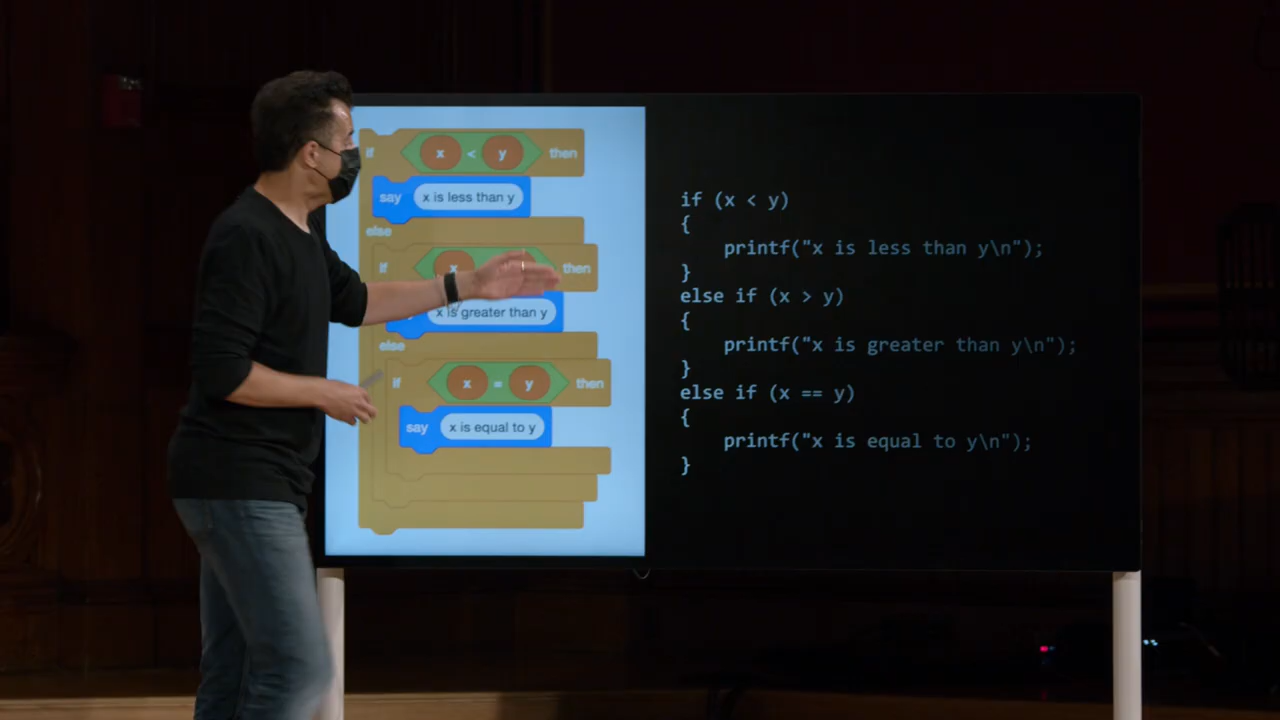 if x < y then
say x is less than y
else
if x then
x is greater than y
else
if x = y then
say x is equal to y
if (x < y)
{
printf("x is less than y\n");
}
else if (x > y)
{
printf("x is greater than y\n");
}
else if (x == y)
{
printf("x is equal to y\n");
}